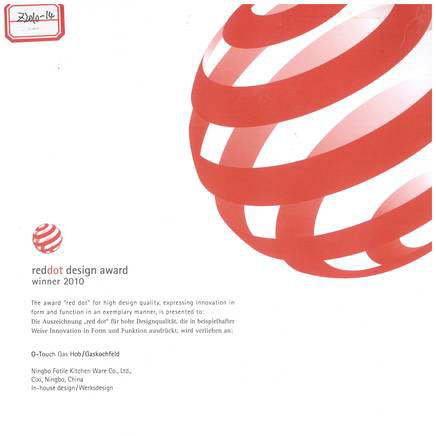 Z2010-14
reddot design award
winner 2010
The award "red dot" for high design quality, expressing innovation in
form and function in an exemplary manner, is presented to:
Die Auszeichnung „red dot" für hohe Designqualität, die in beispielhafter
Weise Innovation in Form und Funktion ausdrückt, wird verliehen an:
O-Touch Gas Hob/Gaskochfeld
Ningbo Fotile Kitchen Ware Co., Ltd.,
Cixi, Ningbo, China
In-house design/Werksdesign